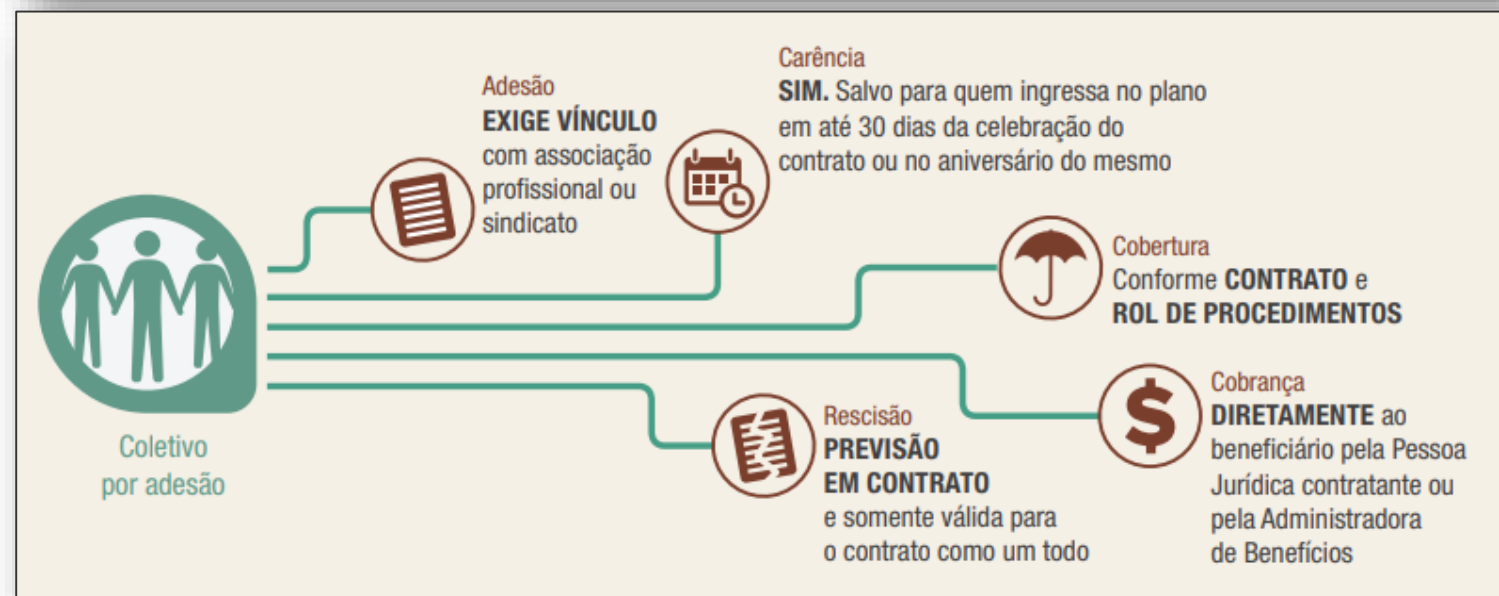 Coletivo
por adesão
Adesão
EXIGE VÍNCULO
com associação
profissional ou
sindicato
Carência
SIM. Salvo para quem ingressa no plano
em até 30 dias da celebração do
contrato ou no aniversário do mesmo
Cobertura
Conforme CONTRATO e
ROL DE PROCEDIMENTOS
Cobrança
DIRETAMENTE ao
beneficiário pela Pessoa
Jurídica contratante ou
pela Administradora
de Benefícios
Rescisão
PREVISÃO
EM CONTRATO
e somente válida para
o contrato como um todo